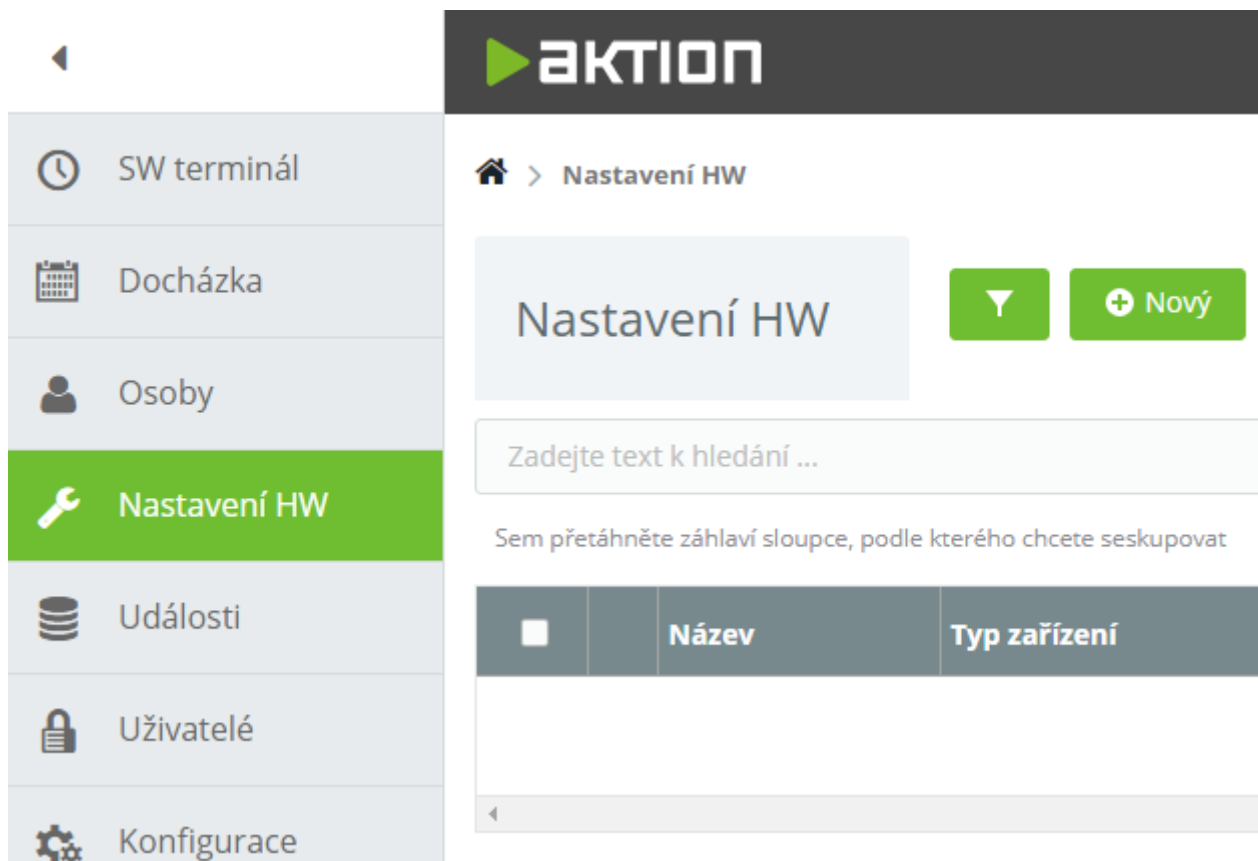 aktion
SW terminál
Docházka
Osoby
Nastavení HW
Události
Uživatelé
Konfigurace
Nastavení HW
Nastavení HW
Nový
Zadejte text k hledání ...
Sem přetáhněte záhlaví sloupce, podle kterého chcete seskupovat
Název Typ zařízení